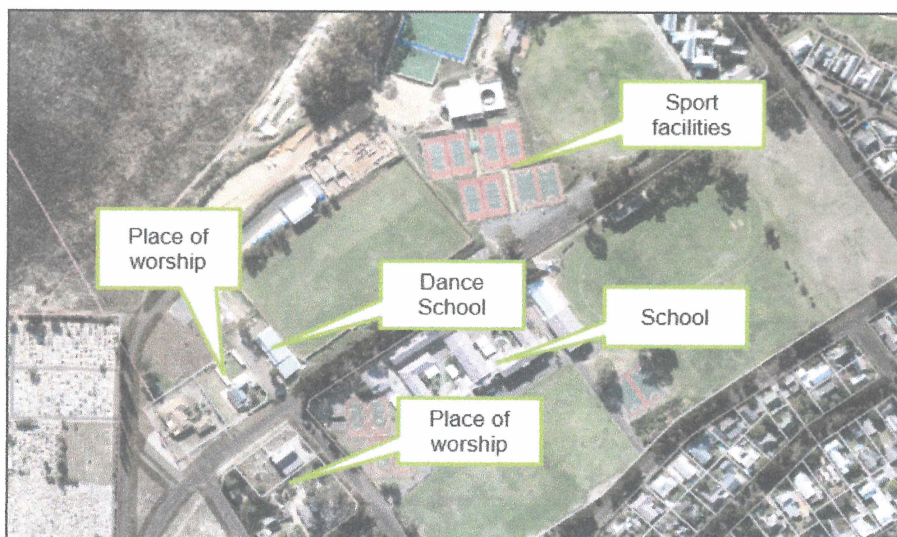 Sport
facilities
Place of
worship
Dance
School
School
Place of
worship